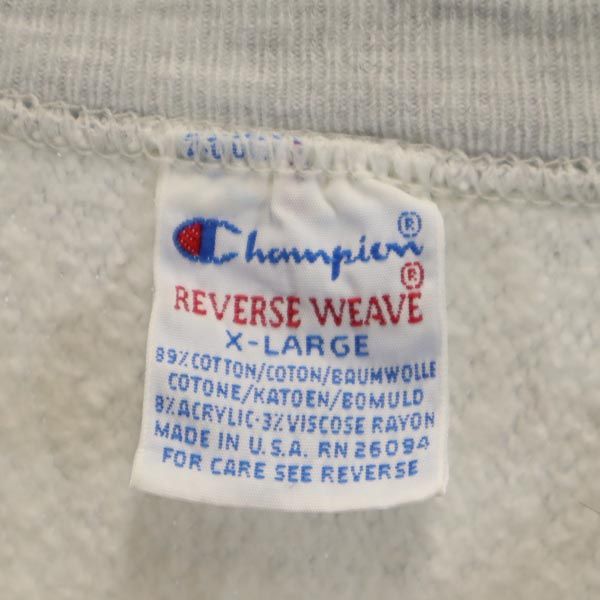 Champion®
REVERSE WEAVE®
X-LARGE
89% COTTON/COTON/BAUMWOLLE
COTONE/KATOEN/BOMULD
8% ACRYLIC·3% VISCOSE RAYON
MADE IN U.S.A. RN 26094
FOR CARE SEE REVERSE